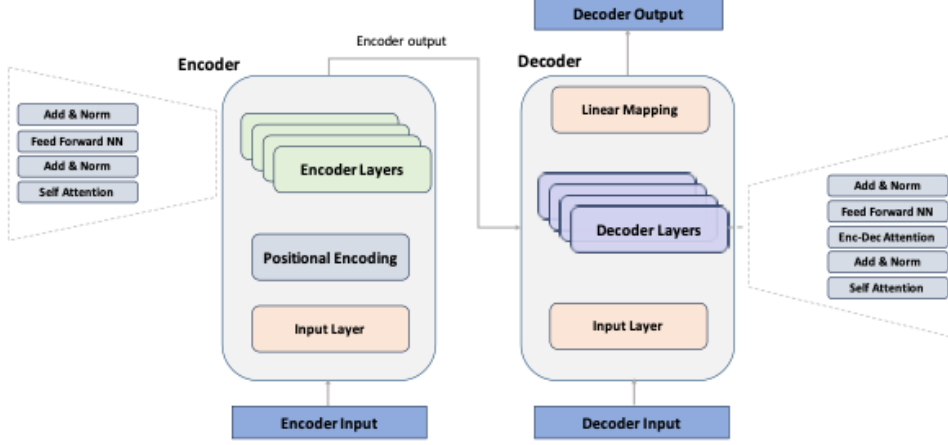 Decoder Output
Encoder output
Encoder
Decoder
Add & Norm
Feed Forward NN
Add & Norm
Self Attention
Encoder Layers
Positional Encoding
Input Layer
Encoder Input
Linear Mapping
Decoder Layers
Input Layer
Decoder Input
Add & Norm
Feed Forward NN
Enc-Dec Attention
Add & Norm
Self Attention